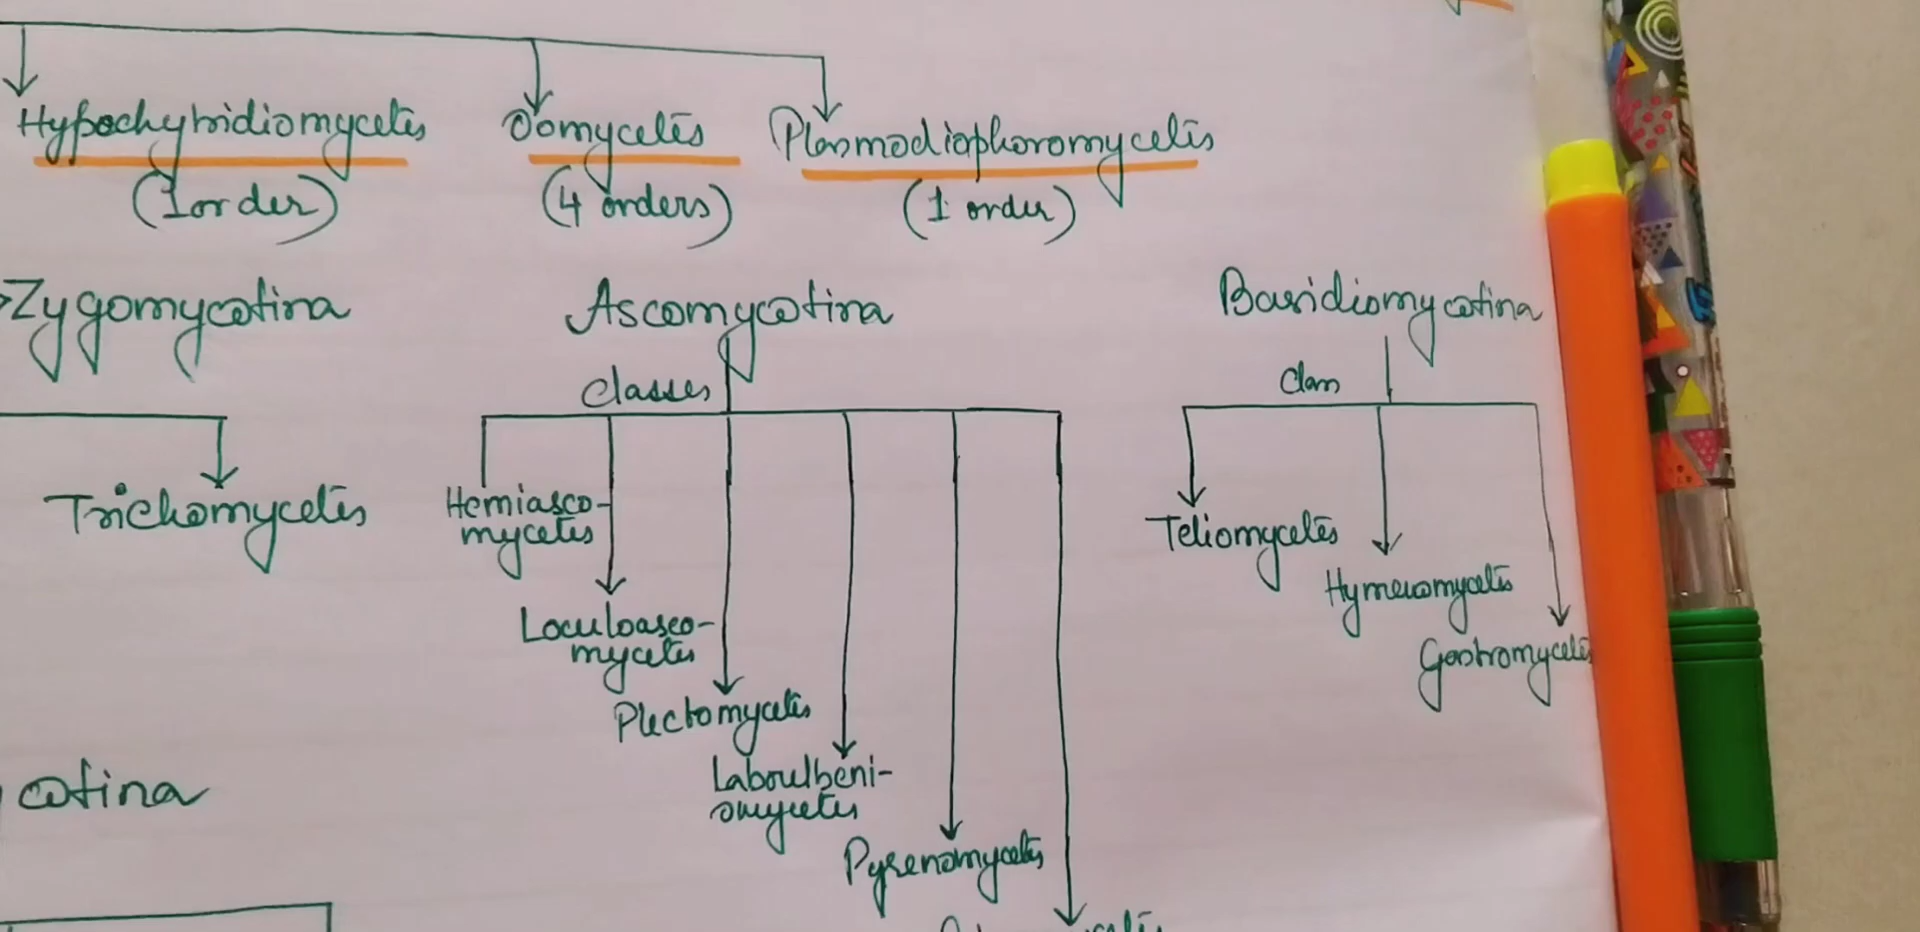 Hypochytridiomycetes Oomycetes Plasmodiophoromycetes
(1 order) (4 orders) (1 order)
Zygomycotina Ascomycotina Basidiomycotina
classes Class
Trichomycetes Hemiasco-
mycetes Teliomycetes
Hymenomycetes
Loculoasco-
mycetes Gastromycetes
Plectomycetes
Laboulbeni-
omycetes
cotina
Pyrenomycetes